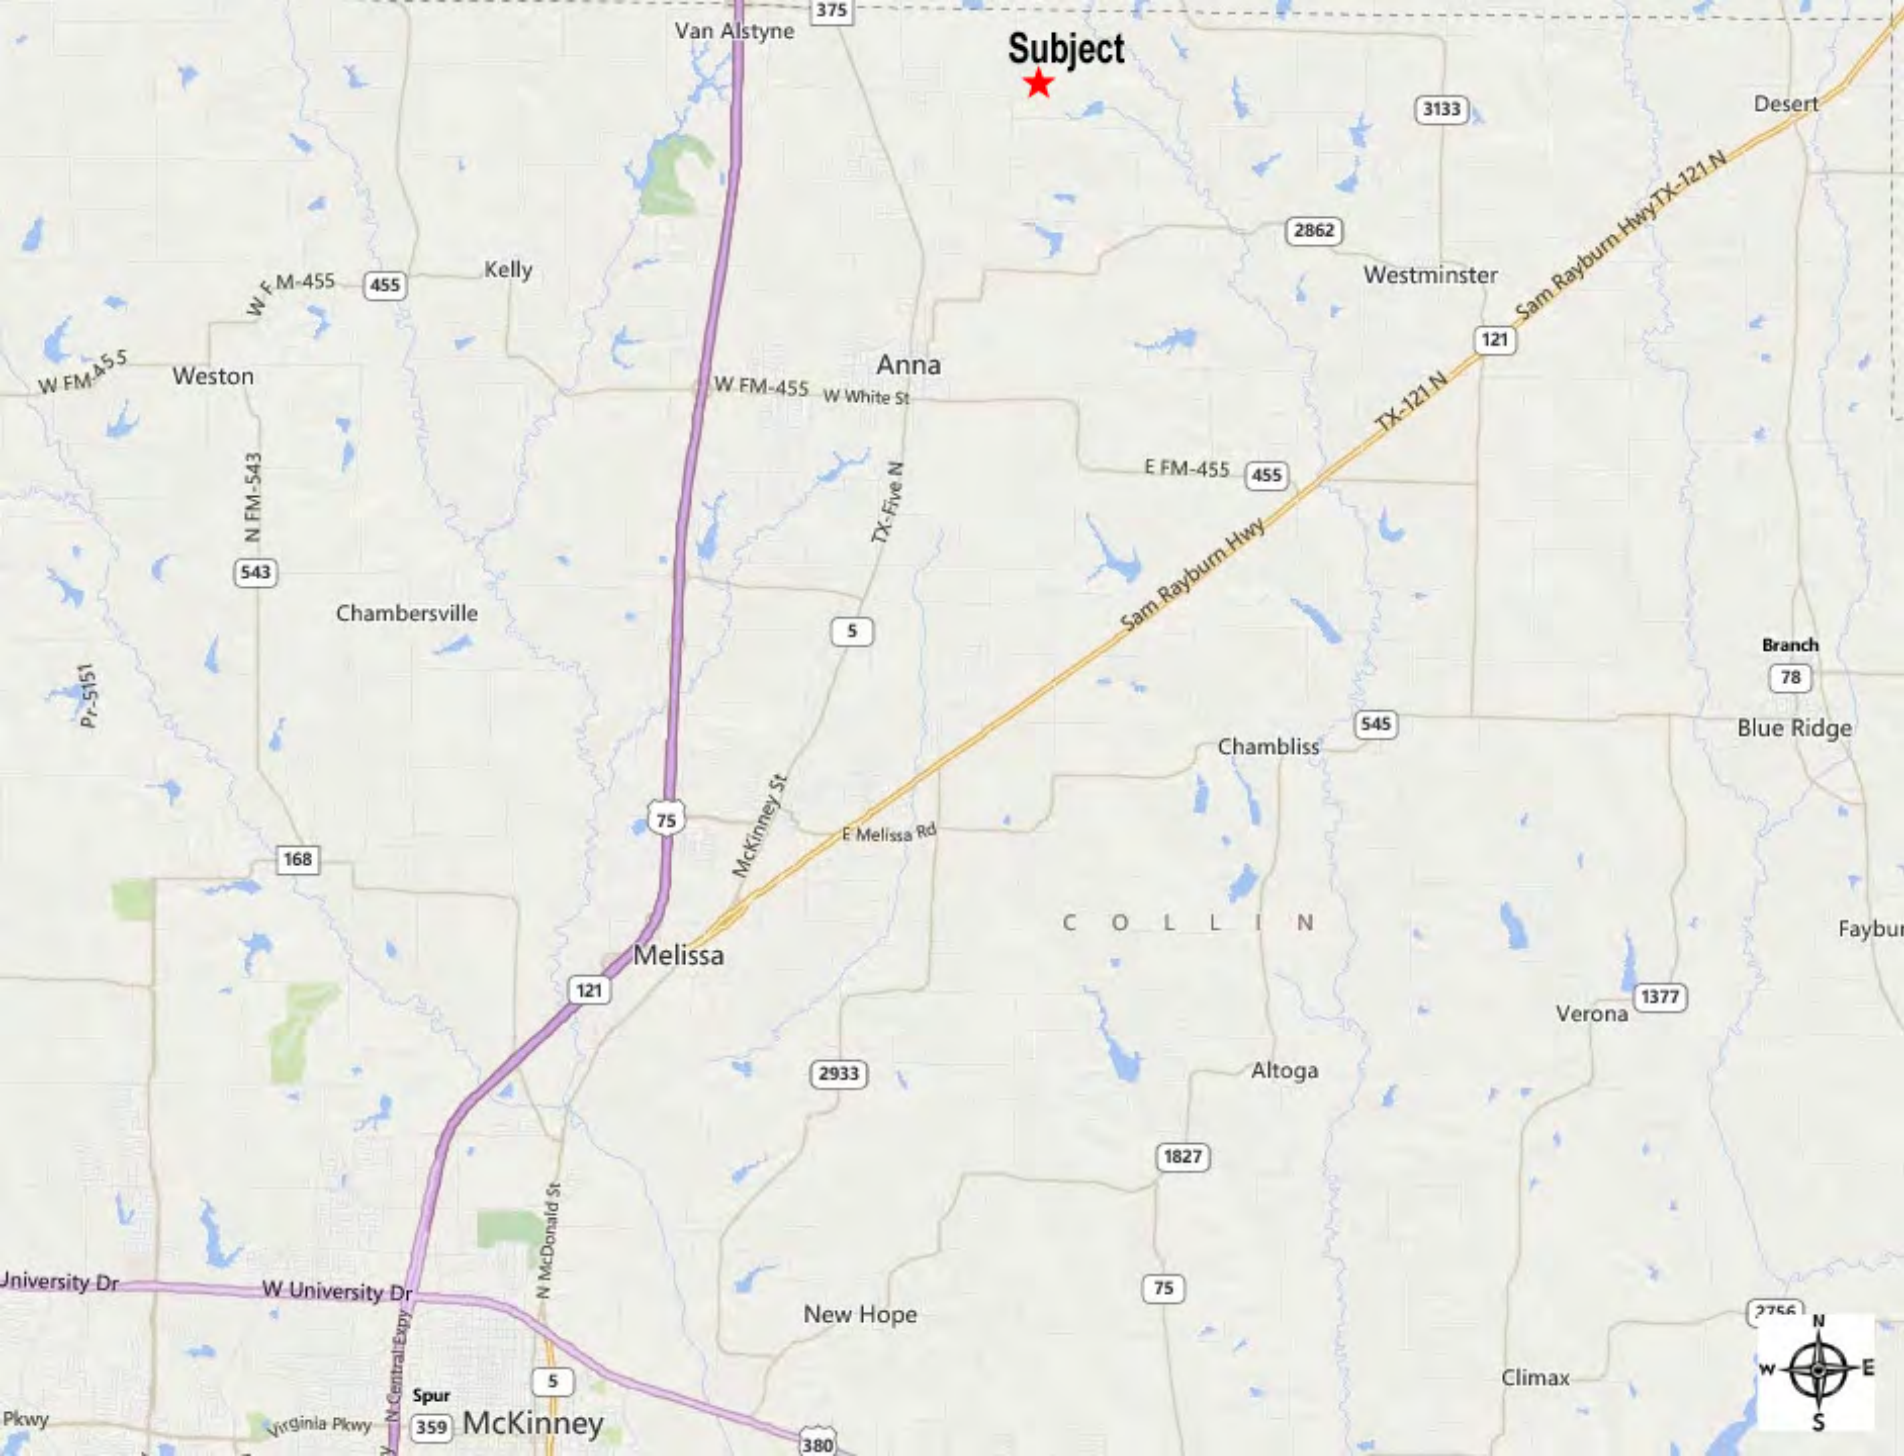 375
Van Alstyne
Subject
3133
Desert
TX-121 N
Sam Rayburn Hwy
2862
Westminster
Kelly
W F M-455
455
121
W FM-455
Weston
Anna
W FM-455
W White St
TX-121 N
E FM-455
455
N FM-543
TX-Five N
543
Sam Rayburn Hwy
Chambersville
5
Branch
78
Pr-5151
545
Blue Ridge
Chambliss
75
McKinney St
E Melissa Rd
168
C O L L I N
Faybur
Melissa
121
1377
Verona
2933
Altoga
1827
N McDonald St
University Dr
W University Dr
75
New Hope
2756
N
W
E
S
N Central Expy
Climax
5
Spur
359
McKinney
Pkwy
Virginia Pkwy
380